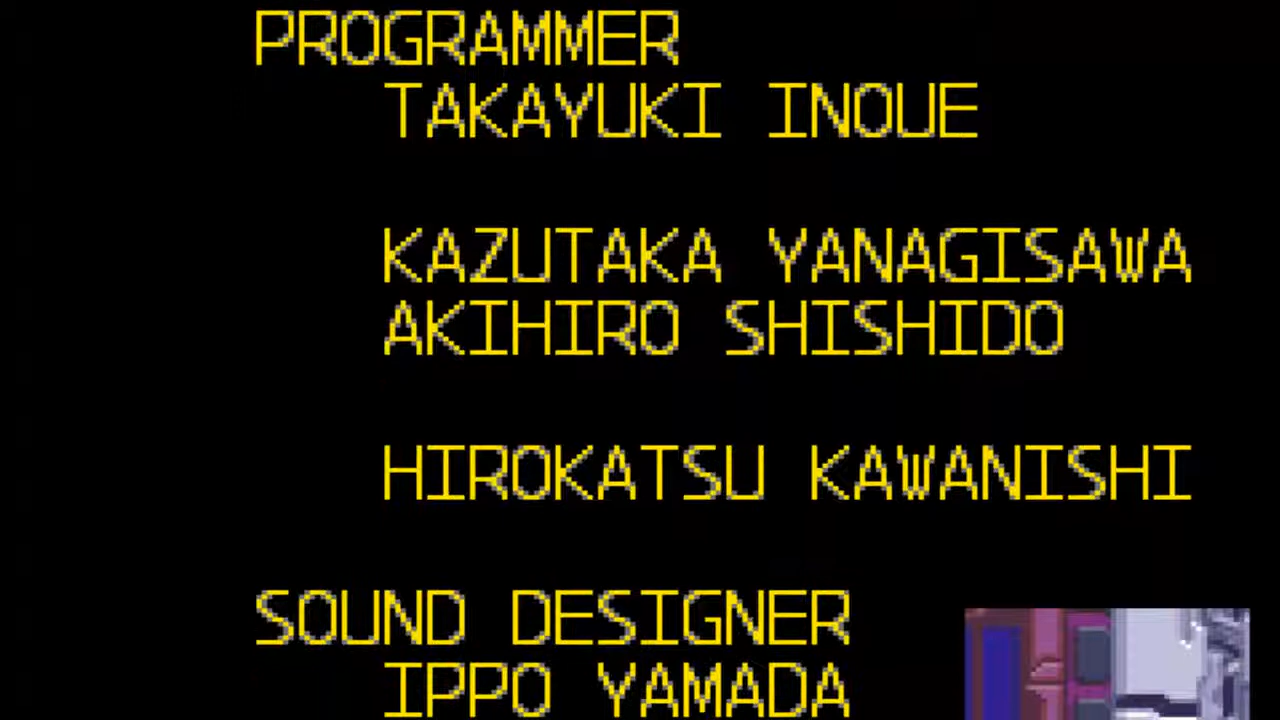 PROGRAMMER
TAKAYUKI INOUE
KAZUTAKA YANAGISAWA
AKIHIRO SHISHIDO
HIROKATSU KAWANISHI
SOUND DESIGNER
IPPO YAMADA